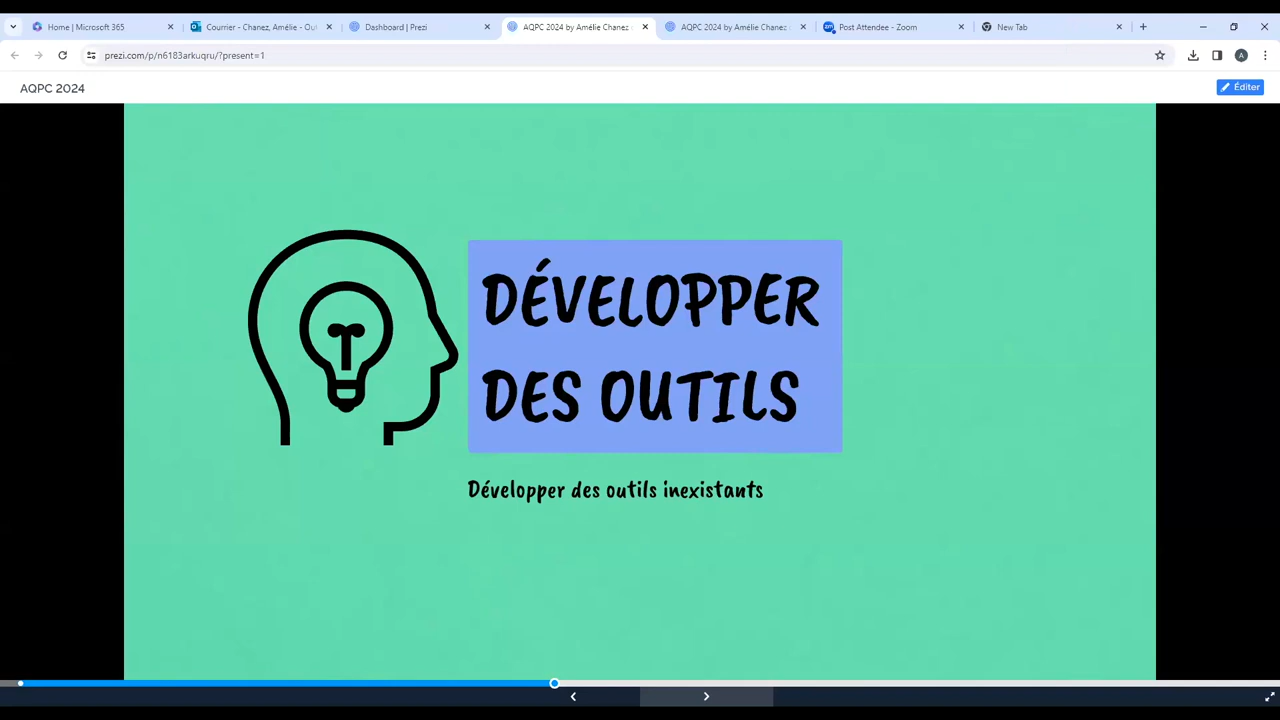 Home | Microsoft 365
Courrier - Chanez, Amélie - Out
Dashboard | Prezi
AQPC 2024 by Amélie Chanez
AQPC 2024 by Amélie Chanez
Post Attendee - Zoom
New Tab
prezi.com/p/n6183arkuqru/?present=1
A
AQPC 2024
Éditer
DÉVELOPPER
DES OUTILS
Développer des outils inexistants